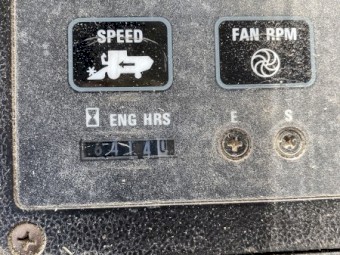 SPEED
FAN RPM
ENG HRS
E
S